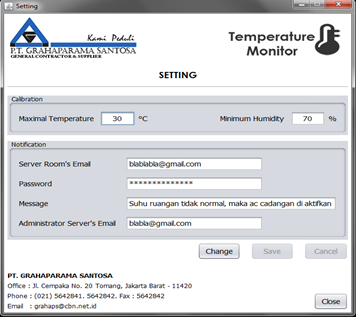 Setting
Kami Peduli
P.T. GRAHAPARAMA SANTOSA
GENERAL CONTRACTOR & SUPPLIER
Temperature
Monitor
SETTING
Calibration
Maximal Temperature 30 °C Minimum Humidity 70 %
Notification
Server Room's Email blablabla@gmail.com
Password **************
Message Suhu ruangan tidak normal, maka ac cadangan di aktifkan
Administrator Server's Email blabla@gmail.com
Change Save Cancel
PT. GRAHAPARAMA SANTOSA
Office : Jl. Cempaka No. 20 Tomang, Jakarta Barat - 11420
Phone : (021) 5642841. 5642842. Fax : 5642842
Email : grahaps@cbn.net.id
Close